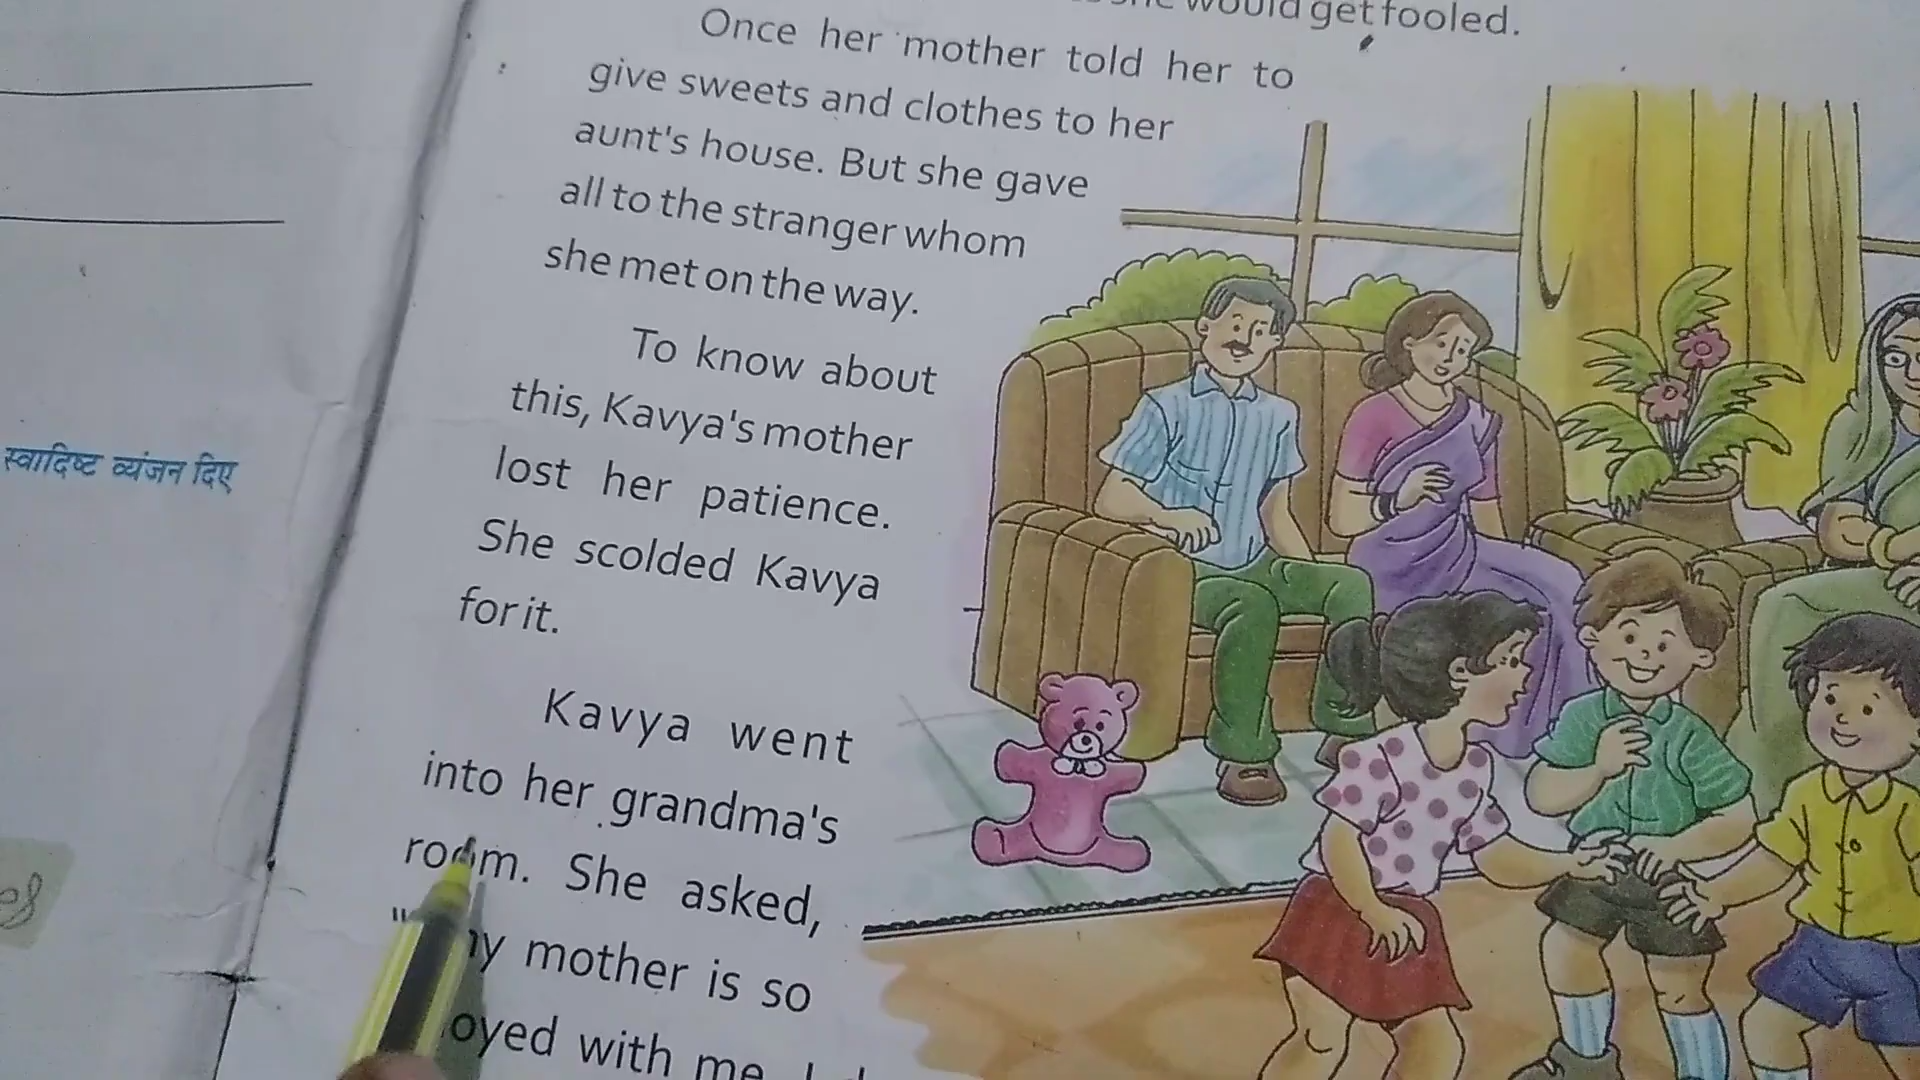 would get fooled.
Once her mother told her to
give sweets and clothes to her
aunt's house. But she gave
all to the stranger whom
she met on the way.
To know about
this, Kavya's mother
lost her patience.
She scolded Kavya
for it.
Kavya went
into her grandma's
room. She asked,
mother is so
with me.
स्वादिष्ट व्यंजन दिए